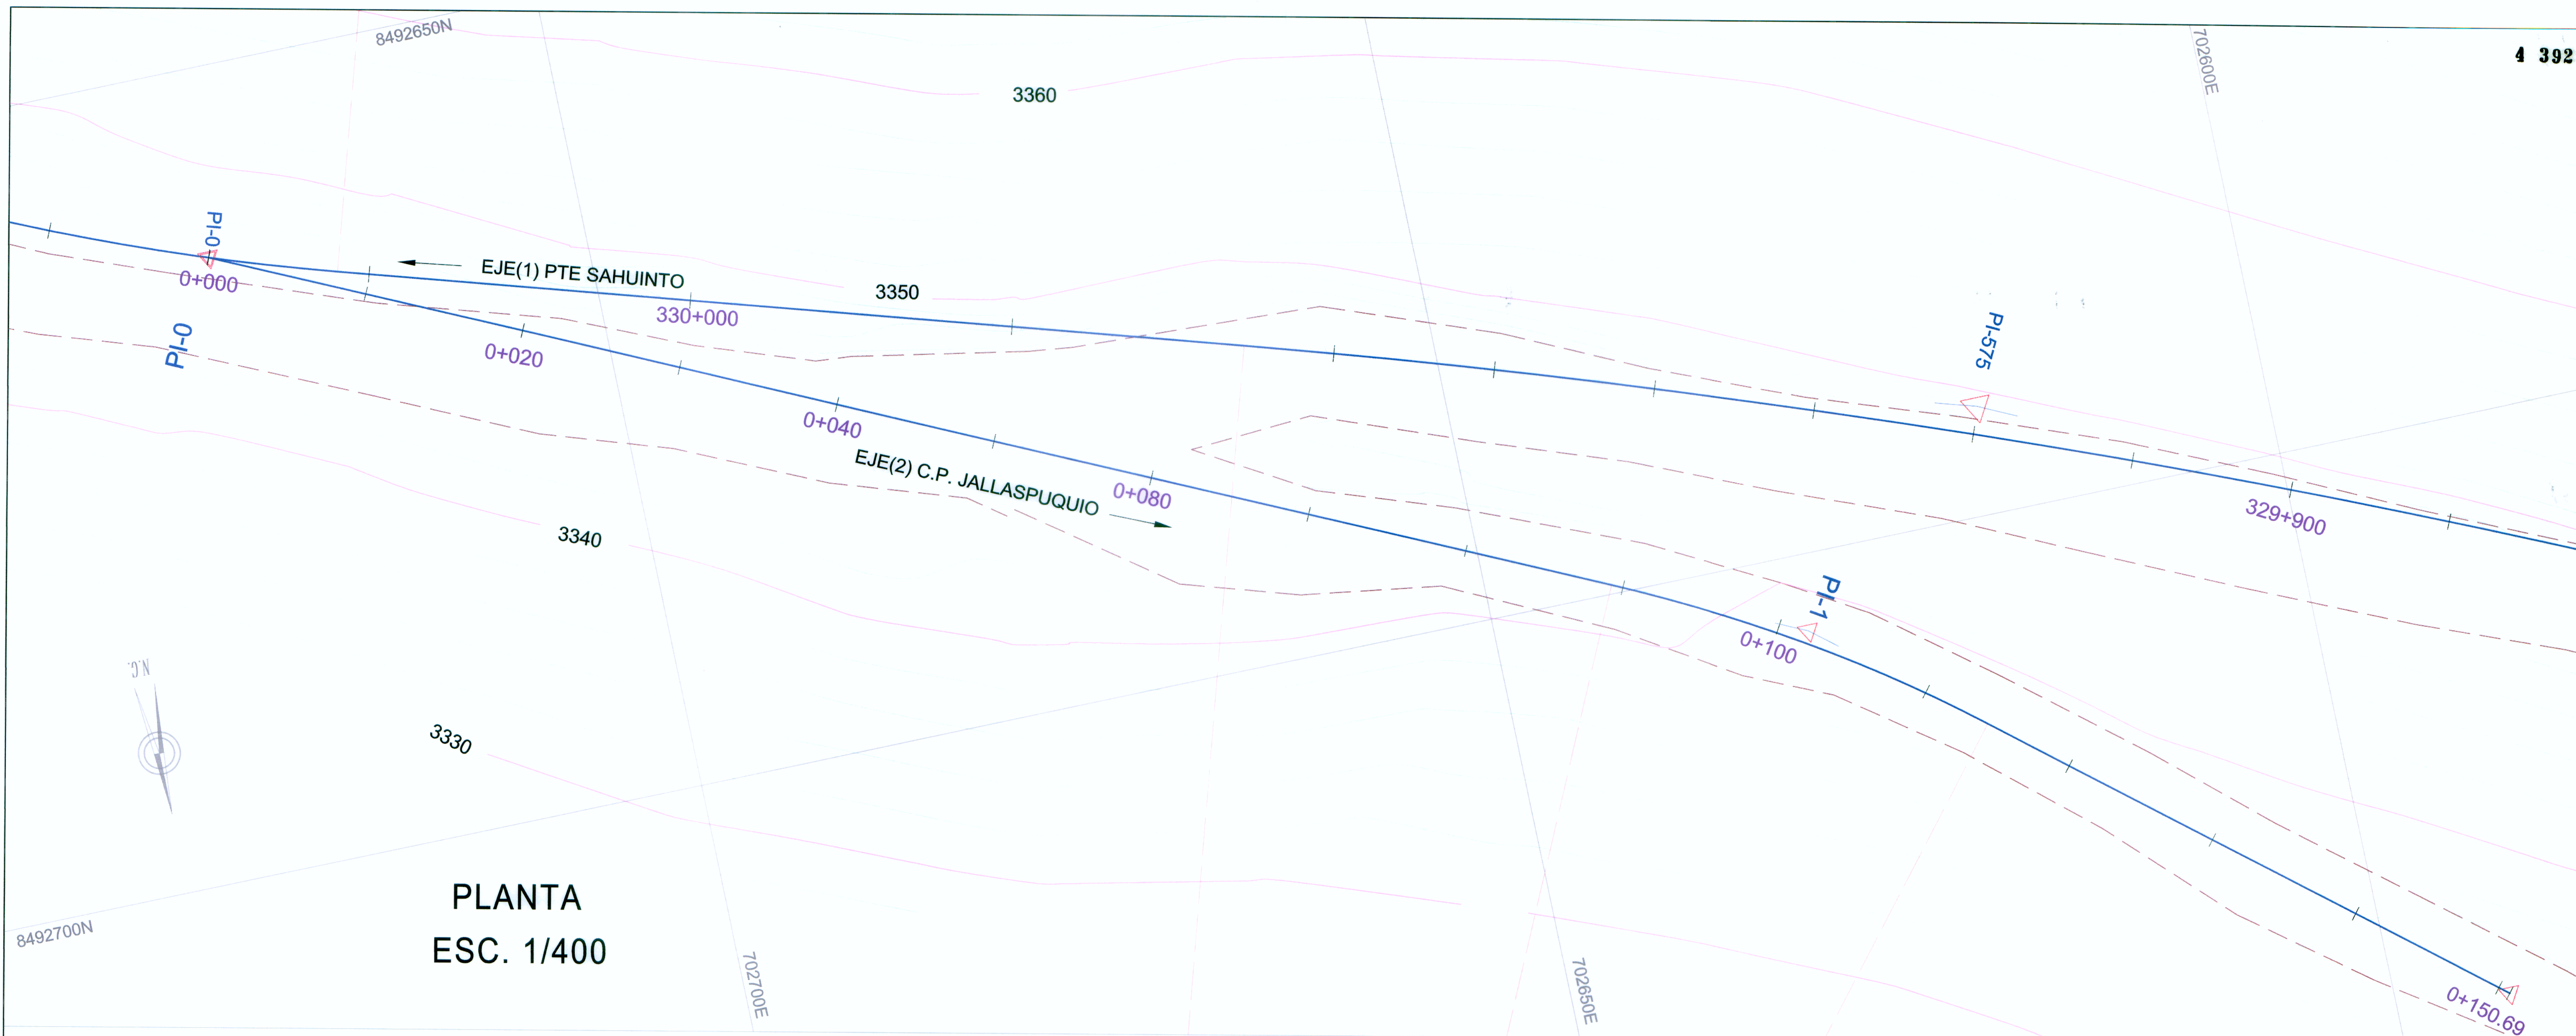 8492650N
702600E
4 392
3360
PI-0
0+000
EJE(1) PTE SAHUINTO
3350
330+000
PI-0
0+020
PI-575
0+040
EJE(2) C.P. JALLASPUQUIO
0+080
329+900
3340
PI-1
0+100
N.G.
3330
PLANTA
ESC. 1/400
8492700N
702700E
702650E
0+150.69